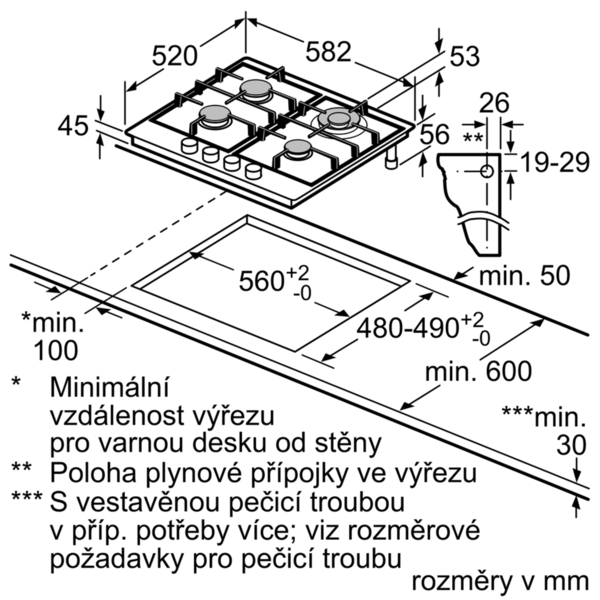 520
582
53
45
56
26
**
19-29
560+2
-0
min. 50
*min.
100
480-490+2
-0
min. 600
***min.
30
* Minimální
vzdálenost výřezu
pro varnou desku od stěny
** Poloha plynové přípojky ve výřezu
*** S vestavěnou pečicí troubou
v příp. potřeby více; viz rozměrové
požadavky pro pečicí troubu
rozměry v mm